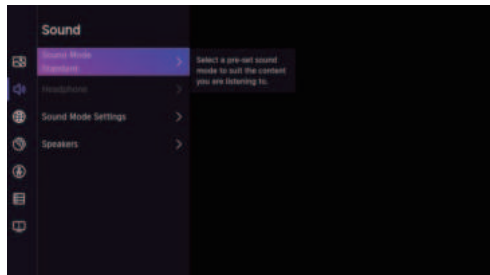 Sound
Sound Mode
Standard
Select a pre-set sound
mode to suit the content
you are listening to.
Headphone
Sound Mode Settings
Speakers